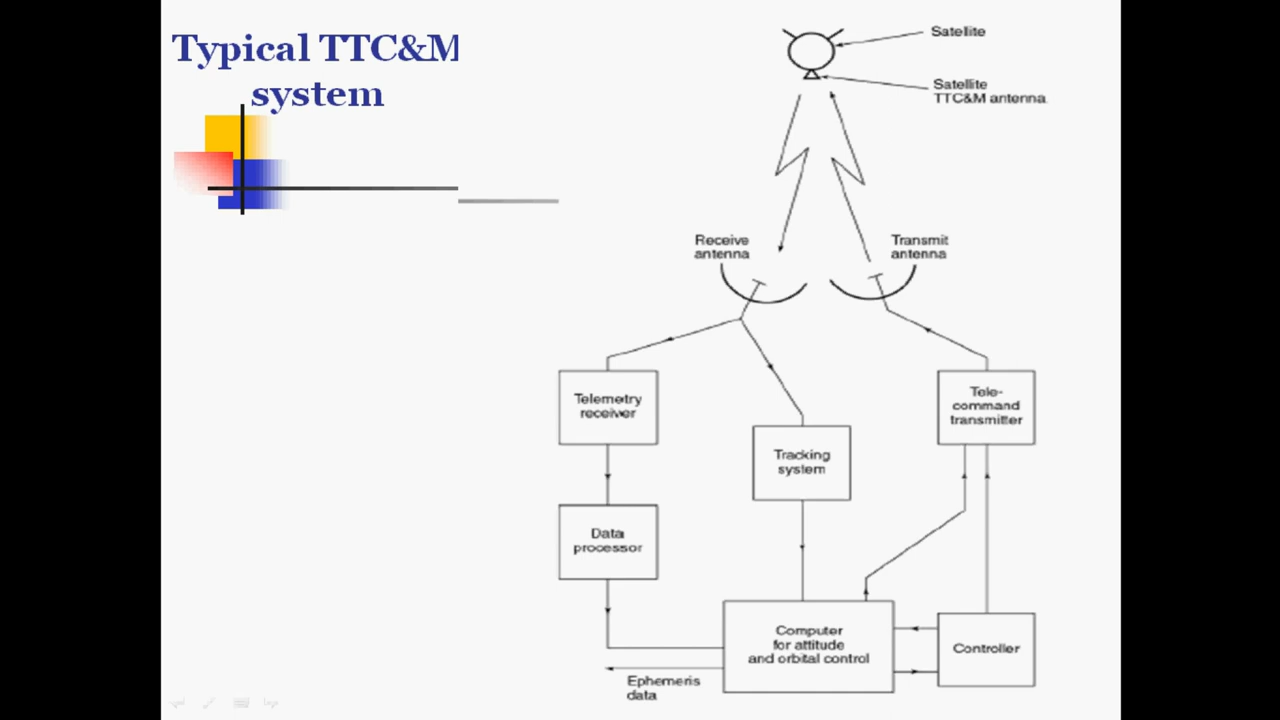 Typical TTC&M
system
Satellite
Satellite
TTC&M antenna
Receive
antenna
Transmit
antenna
Telemetry
receiver
Tele-
command
transmitter
Tracking
system
Data
processor
Computer
for attitude
and orbital control
Controller
Ephemeris
data